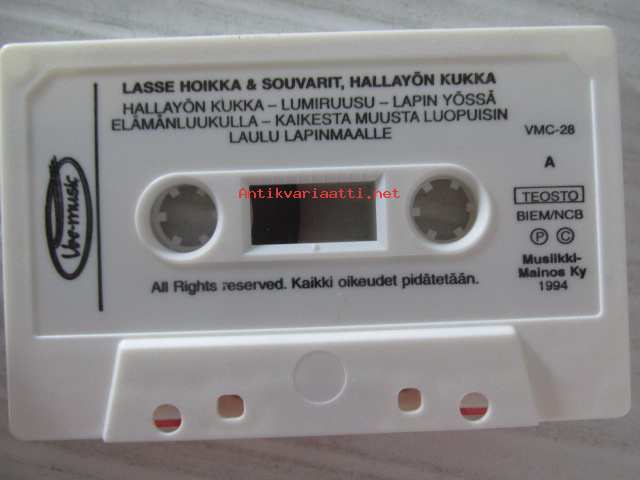 LASSE HOIKKA & SOUVARIT, HALLAYÖN KUKKA
HALLAYÖN KUKKA – LUMIRUUSU – LAPIN YÖSSÄ
ELÄMÄNLUUKULLA – KAIKESTA MUUSTA LUOPUISIN
LAULU LAPINMAALLE
VMC-28
A
Voo-music
Antikvariaatti.net
TEOSTO
BIEM/NCB
Ⓟ ©
Musiikki-
Mainos Ky
1994
All Rights reserved. Kaikki oikeudet pidätetään.